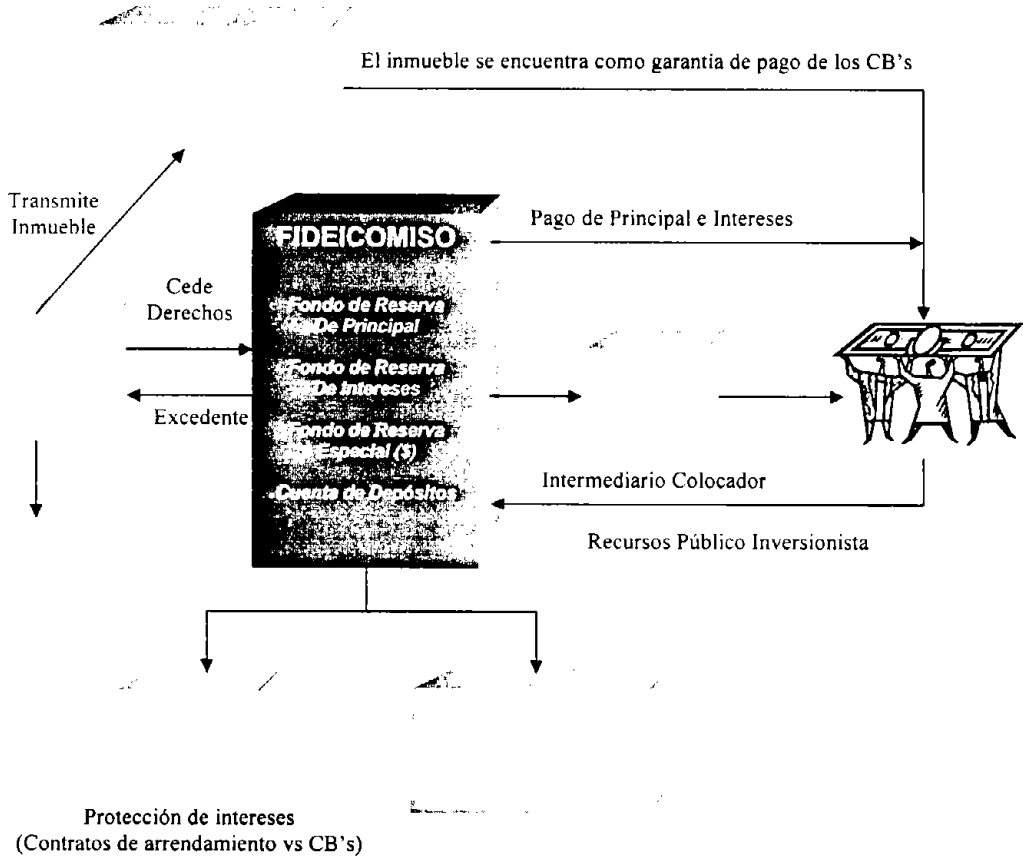 El inmueble se encuentra como garantía de pago de los CB's
Transmite
Inmueble
FIDEICOMISO
Pago de Principal e Intereses
Cede
Derechos
Fondo de Reserva
De Principal
Fondo de Reserva
De Intereses
Excedente
Fondo de Reserva
Especial ($)
Cuenta de Depósitos
Intermediario Colocador
Recursos Público Inversionista
Protección de intereses
(Contratos de arrendamiento vs CB's)